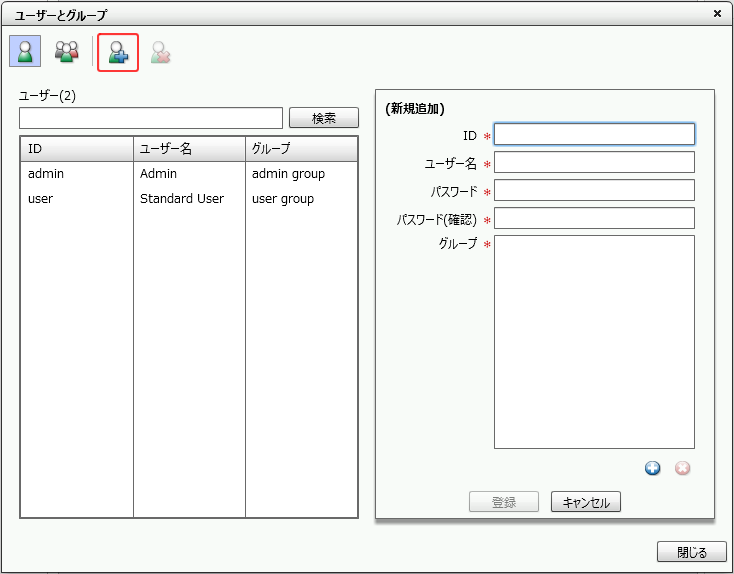 ユーザーとグループ
ユーザー(2)
検索
ID ユーザー名 グループ
admin Admin admin group
user Standard User user group
(新規追加)
ID *
ユーザー名 *
パスワード *
パスワード(確認) *
グループ *
登録 キャンセル
閉じる